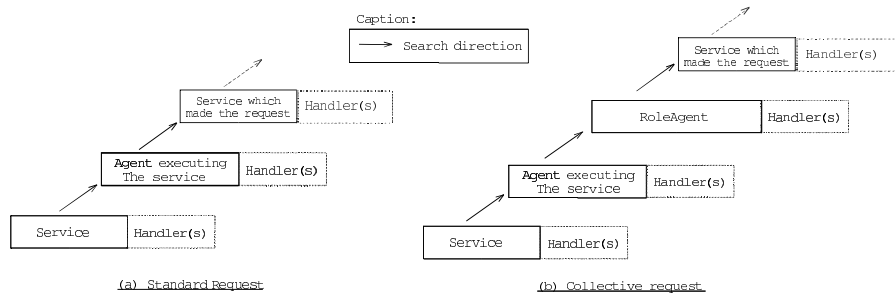 Caption:
Search direction
Service which
made the request
Handler(s)
Agent executing
The service
Handler(s)
Service
Handler(s)
(a) Standard Request
Service which
made the request
Handler(s)
RoleAgent
Handler(s)
Agent executing
The service
Handler(s)
Service
Handler(s)
(b) Collective request